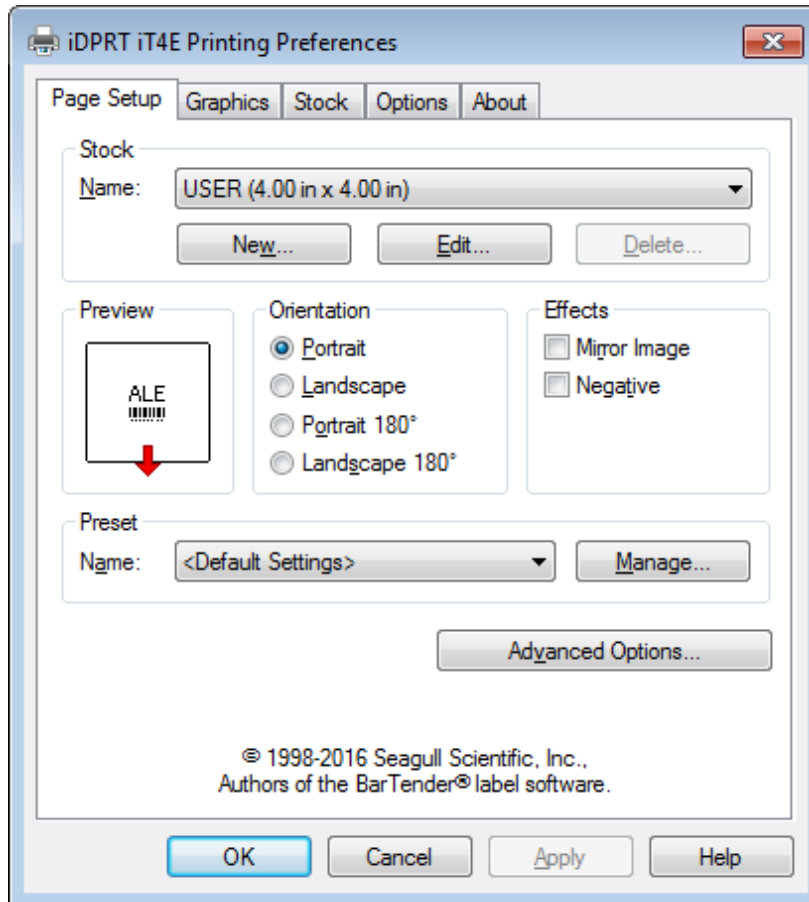 iDPRT iT4E Printing Preferences
Page Setup Graphics Stock Options About
Stock
Name: USER (4.00 in x 4.00 in)
New... Edit... Delete...
Preview Orientation Effects
ALE
Portrait
Landscape
Portrait 180°
Landscape 180°
Mirror Image
Negative
Preset
Name: <Default Settings> Manage...
Advanced Options...
© 1998-2016 Seagull Scientific, Inc.,
Authors of the BarTender® label software.
OK Cancel Apply Help